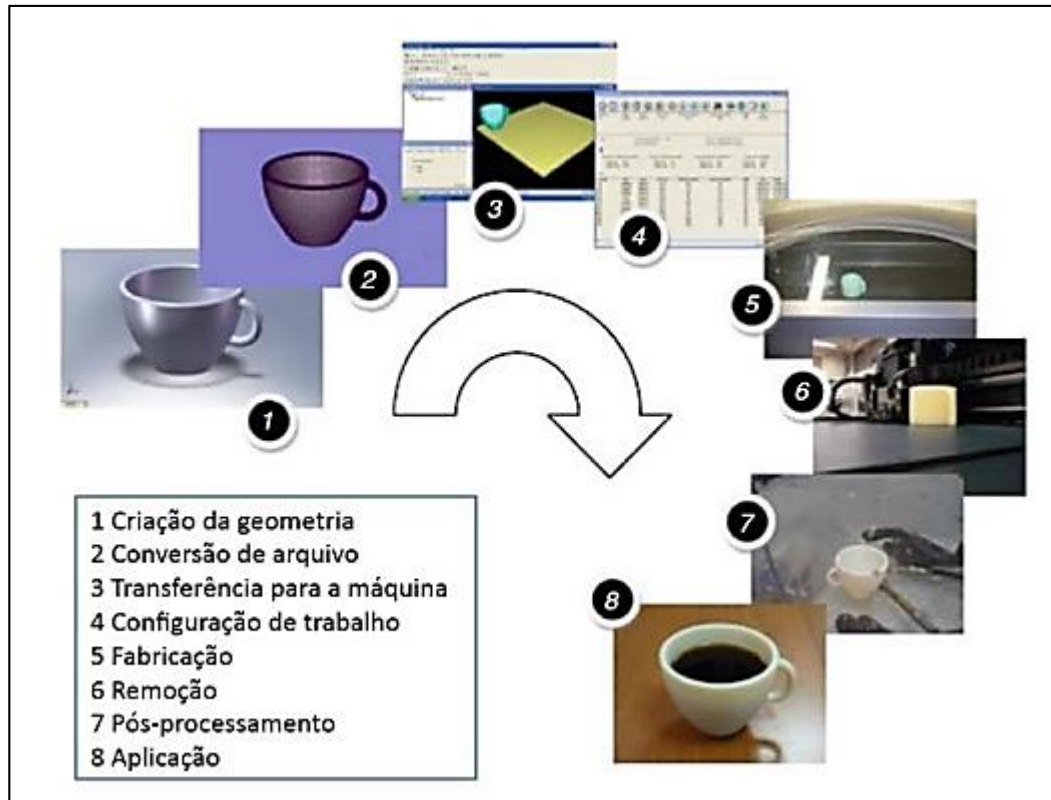 3
4
2
5
1
6
7
8
1 Criação da geometria
2 Conversão de arquivo
3 Transferência para a máquina
4 Configuração de trabalho
5 Fabricação
6 Remoção
7 Pós-processamento
8 Aplicação